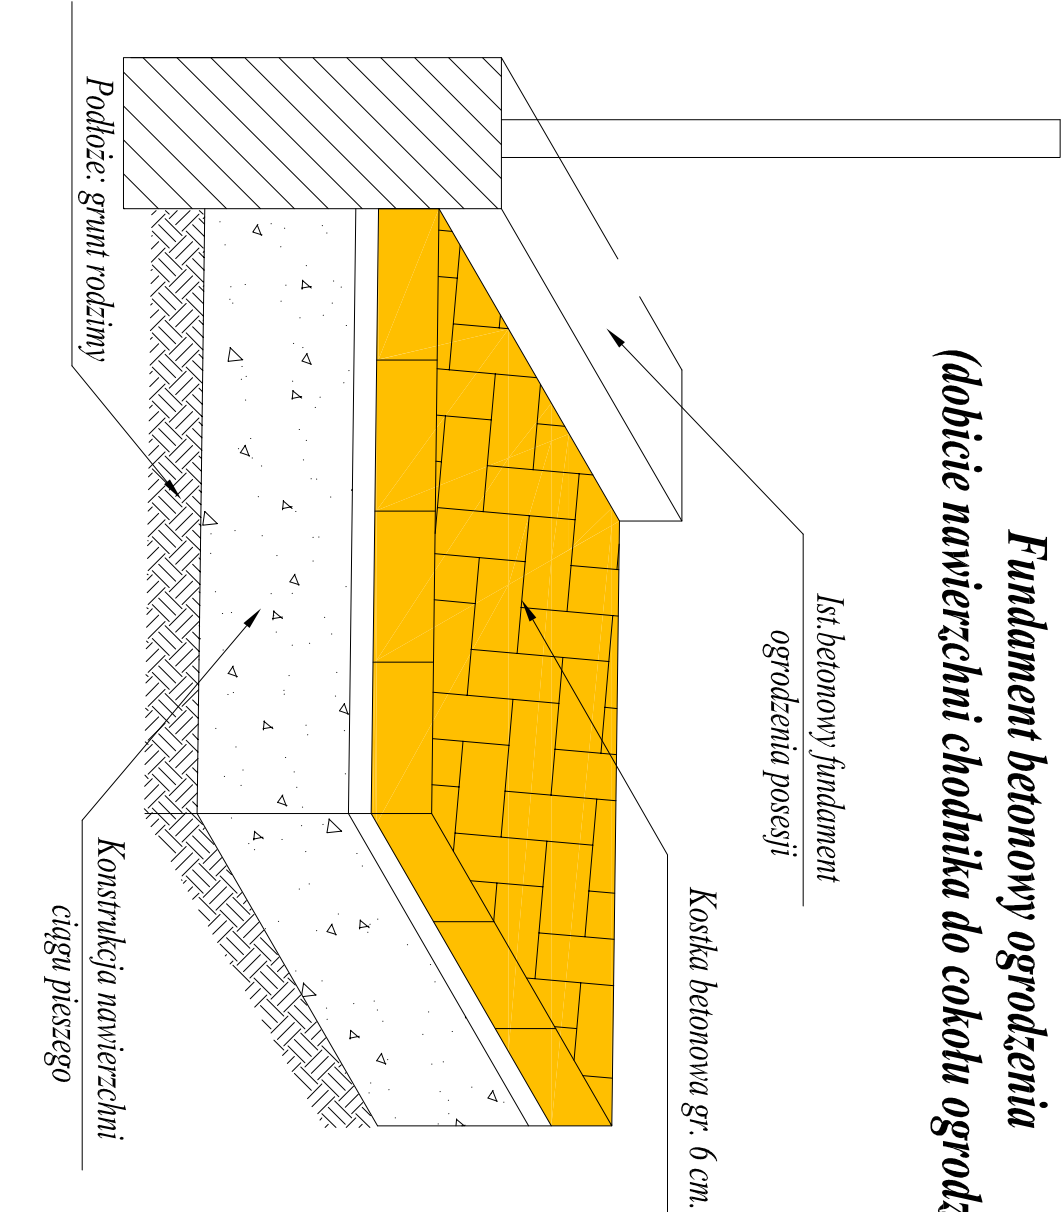 Fundament betonowy ogrodzenia
(dobicie nawierzchni chodnika do cokołu
Ist.betonowy fundament
ogrodzenia posesji
Kostka betonowa gr. 6 cm.
Podłoże: grunt rodzimy
Konstrukcja nawierzchni
ciągu pieszego